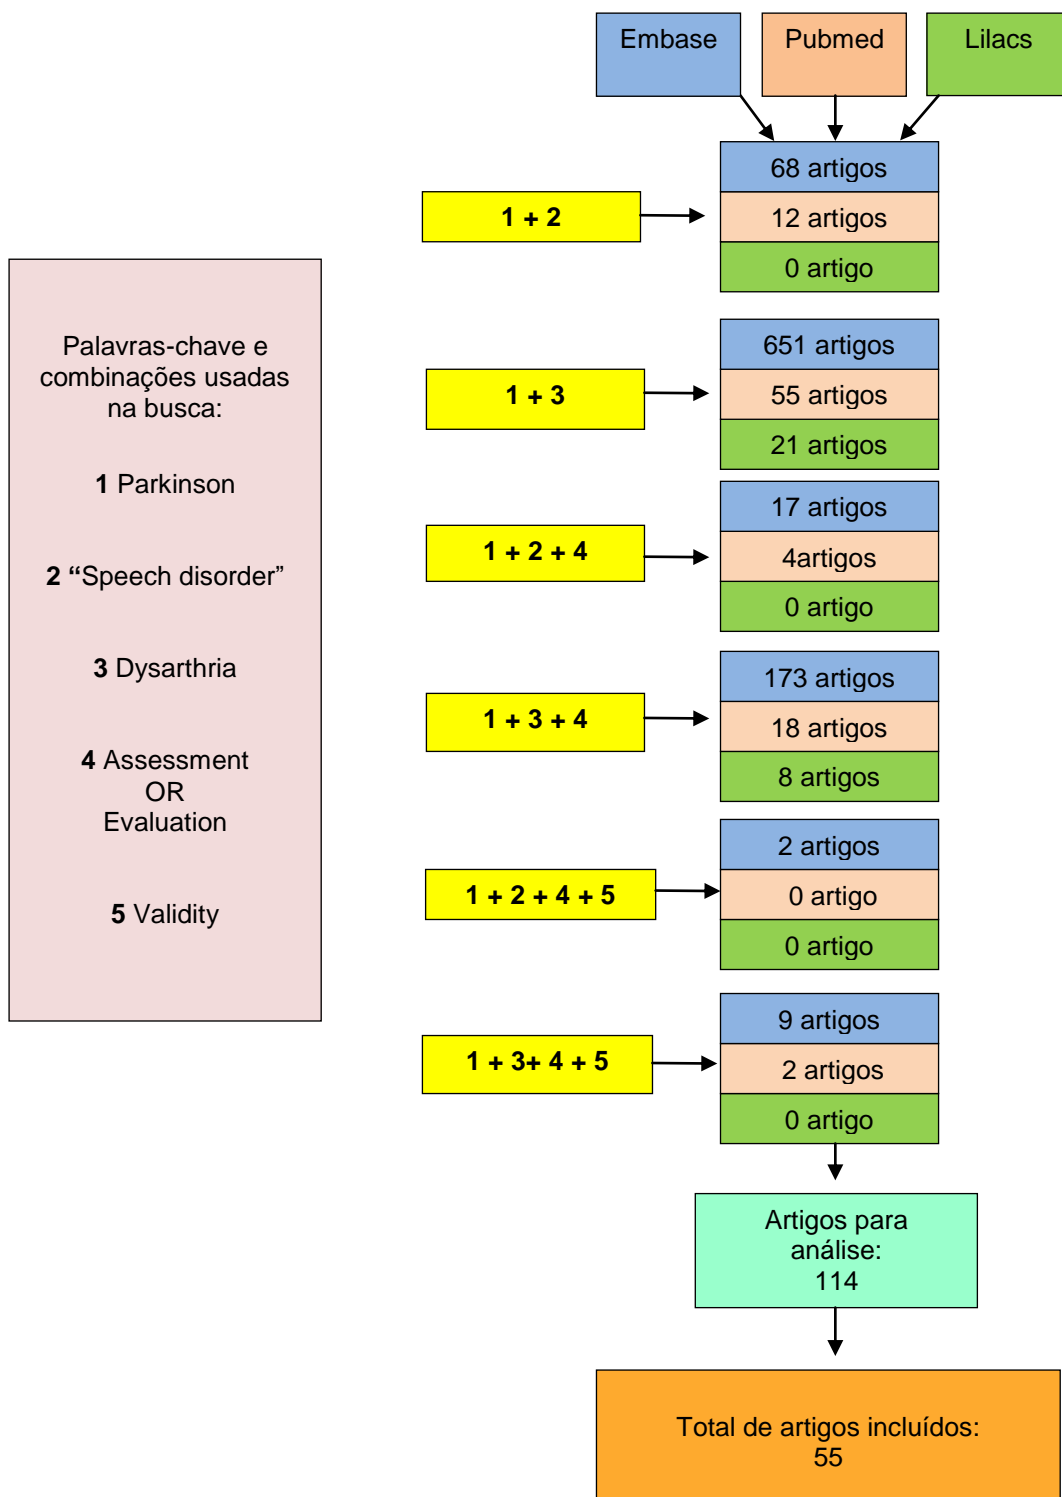 Embase
Pubmed
Lilacs
68 artigos
12 artigos
0 artigo
1 + 2
Palavras-chave e
combinações usadas
na busca:
1 Parkinson
2 “Speech disorder”
3 Dysarthria
4 Assessment
OR
Evaluation
5 Validity
651 artigos
55 artigos
21 artigos
1 + 3
17 artigos
4artigos
0 artigo
1 + 2 + 4
173 artigos
18 artigos
8 artigos
1 + 3 + 4
2 artigos
0 artigo
0 artigo
1 + 2 + 4 + 5
9 artigos
2 artigos
0 artigo
1 + 3+ 4 + 5
Artigos para
análise:
114
Total de artigos incluídos:
55